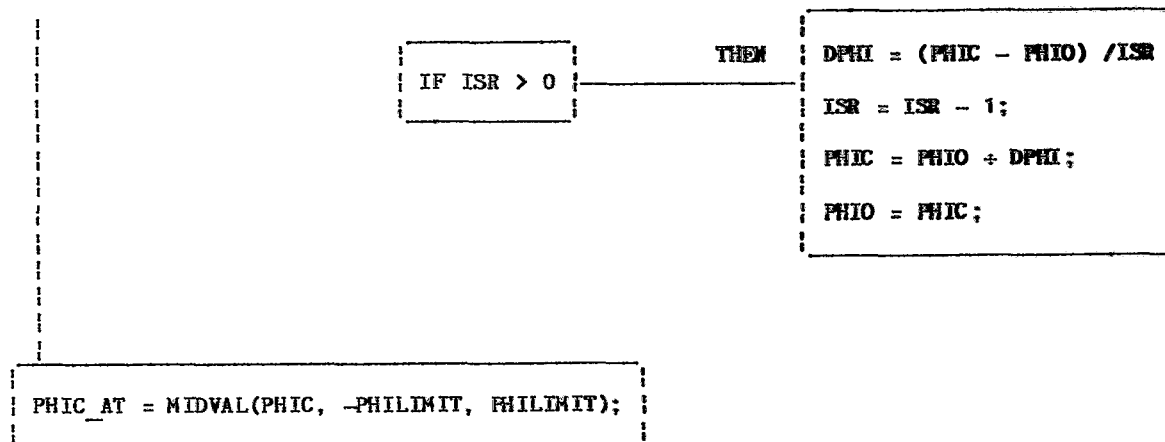 THEN
DPHI = (PHIC - PHIO) /ISR
IF ISR > 0
ISR = ISR - 1;
PHIC = PHIO + DPHI;
PHIO = PHIC;
PHIC_AT = MIDVAL(PHIC, -PHILIMIT, PHILIMIT);